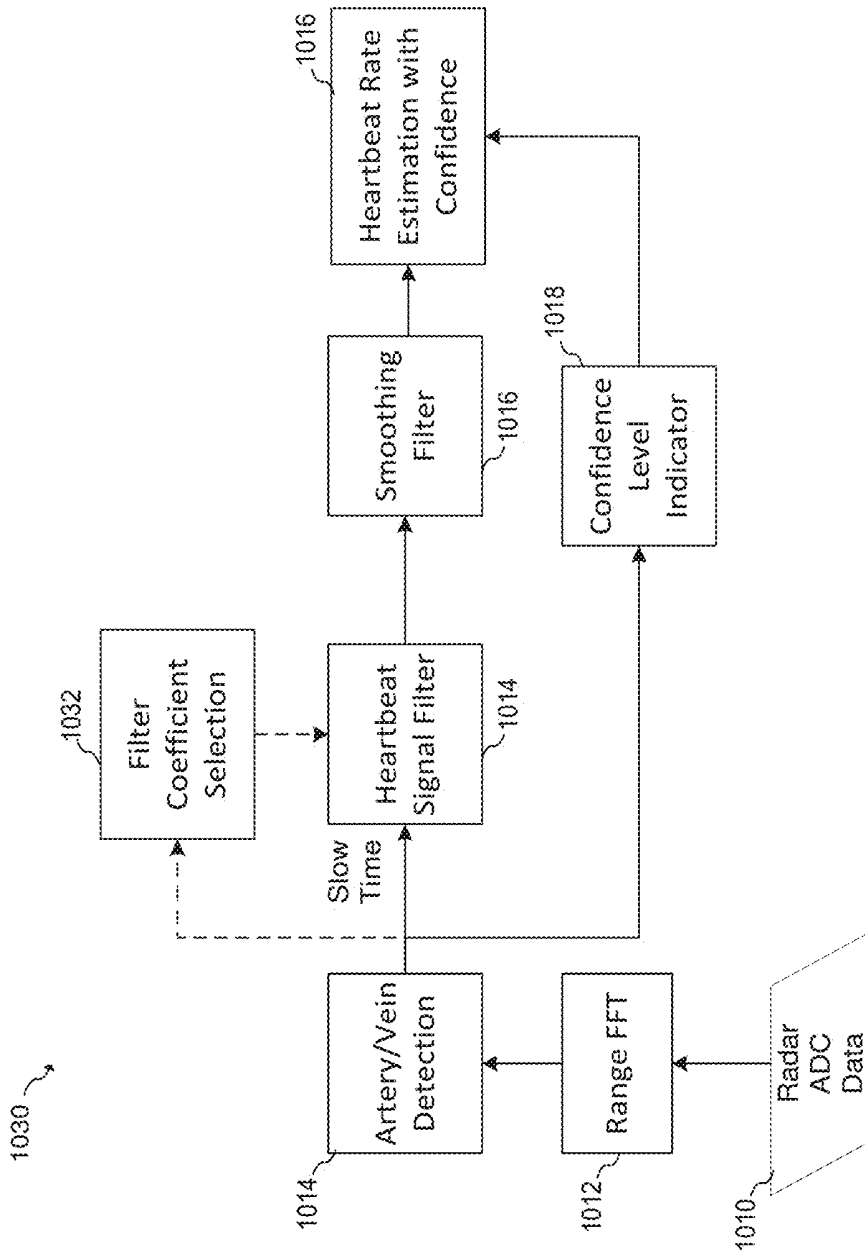 1030
1032
Filter
Coefficient
Selection
1014
Artery/Vein
Detection
Slow
Time
Heartbeat
Signal Filter
1014
Smoothing
Filter
1016
1016
Heartbeat Rate
Estimation with
Confidence
1012
Range FFT
1018
Confidence
Level
Indicator
1010
Radar
ADC
Data